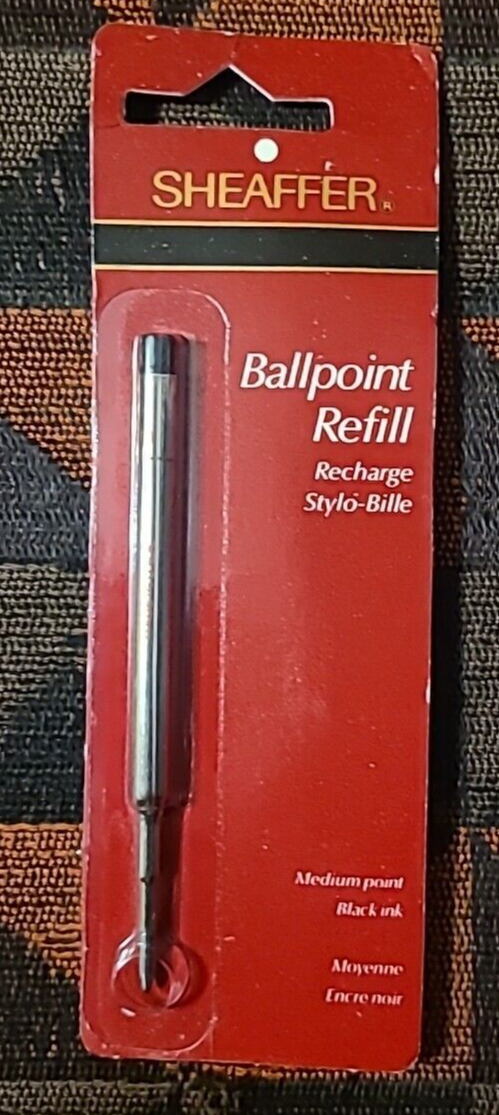 SHEAFFER®
Ballpoint
Refill
Recharge
Stylo-Bille
Medium point
Black ink
Moyenne
Encre noir